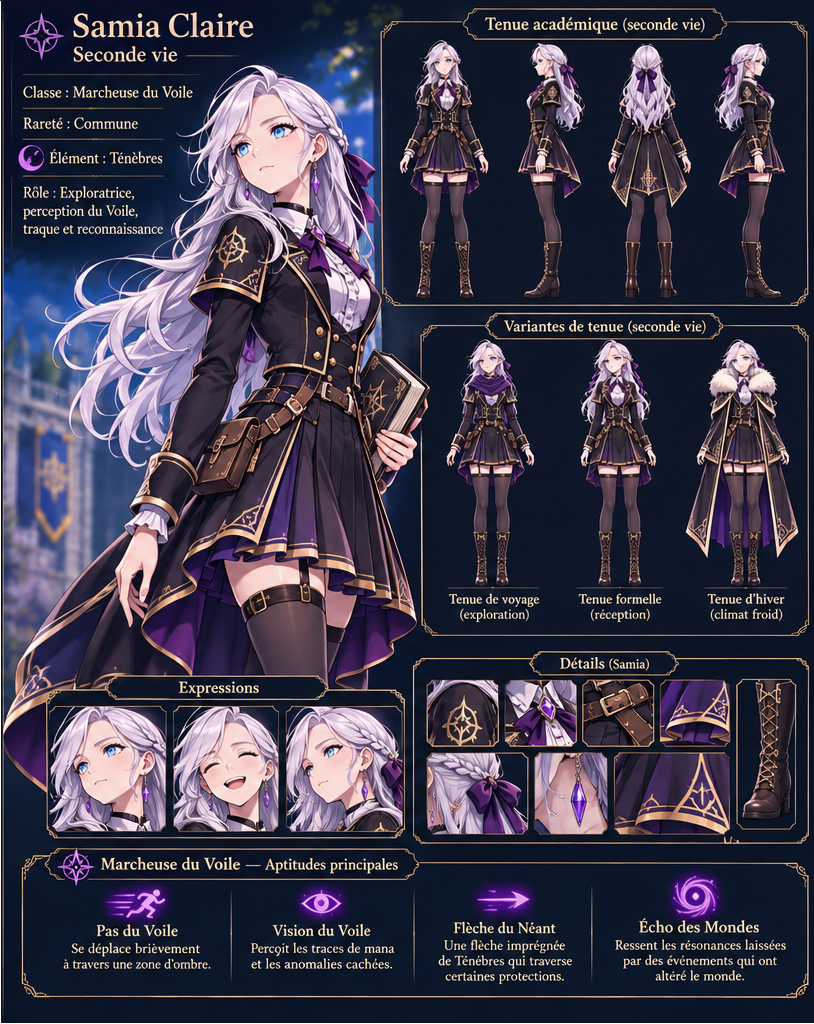 Samia Claire
Seconde vie
Classe : Marcheuse du Voile
Rareté : Commune
Élément : Ténèbres
Rôle : Exploratrice,
perception du Voile,
traque et reconnaissance
Tenue académique (seconde vie)
Variantes de tenue (seconde vie)
Tenue de voyage
(exploration)
Tenue formelle
(réception)
Tenue d'hiver
(climat froid)
Expressions
Détails (Samia)
Marcheuse du Voile — Aptitudes principales
Pas du Voile
Se déplace brièvement
à travers une zone d'ombre.
Vision du Voile
Perçoit les traces de mana
et les anomalies cachées.
Flèche du Néant
Une flèche imprégnée
de Ténèbres qui traverse
certaines protections.
Écho des Mondes
Ressent les résonances laissées
par des événements qui ont
altéré le monde.